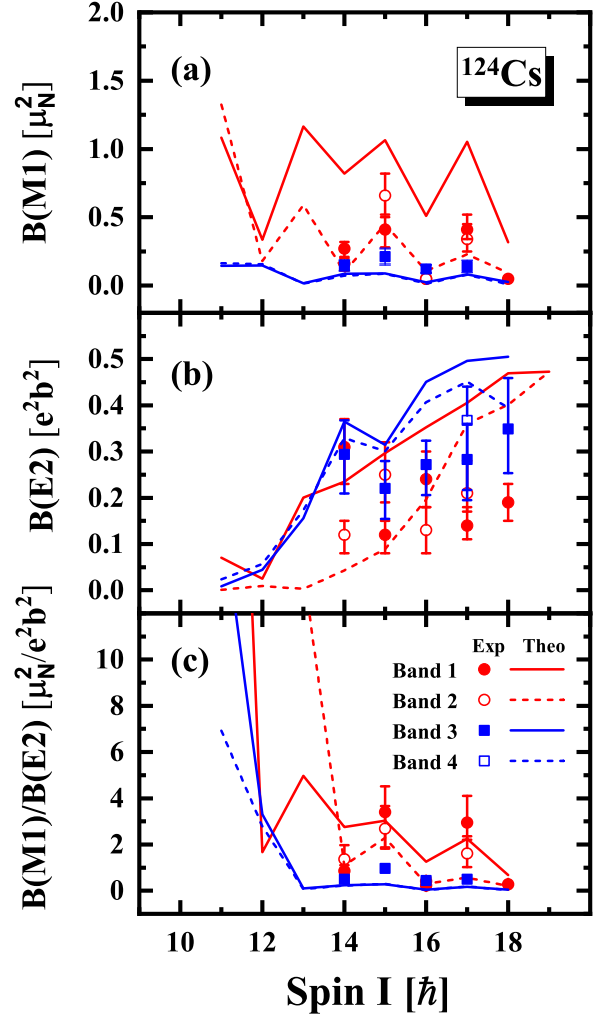 2.0
1.5
1.0
0.5
0.0
B(M1) [μ²_N]
(a)
¹²⁴Cs
0.5
0.4
0.3
0.2
0.1
0.0
B(E2) [e²b²]
(b)
10
8
6
4
2
0
B(M1)/B(E2) [μ²_N/e²b²]
(c)
Exp Theo
Band 1
Band 2
Band 3
Band 4
10 12 14 16 18
Spin I [ħ]